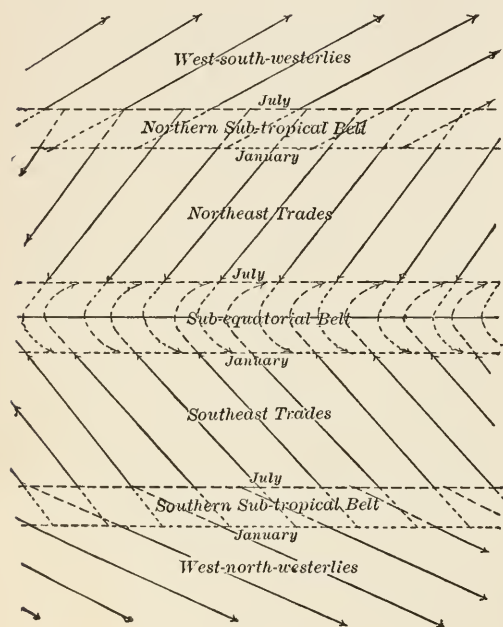 West-south-westerlies
July
Northern Sub-tropical Belt
January
Northeast Trades
July
Sub-equatorial Belt
January
Southeast Trades
July
Southern Sub-tropical Belt
January
West-north-westerlies